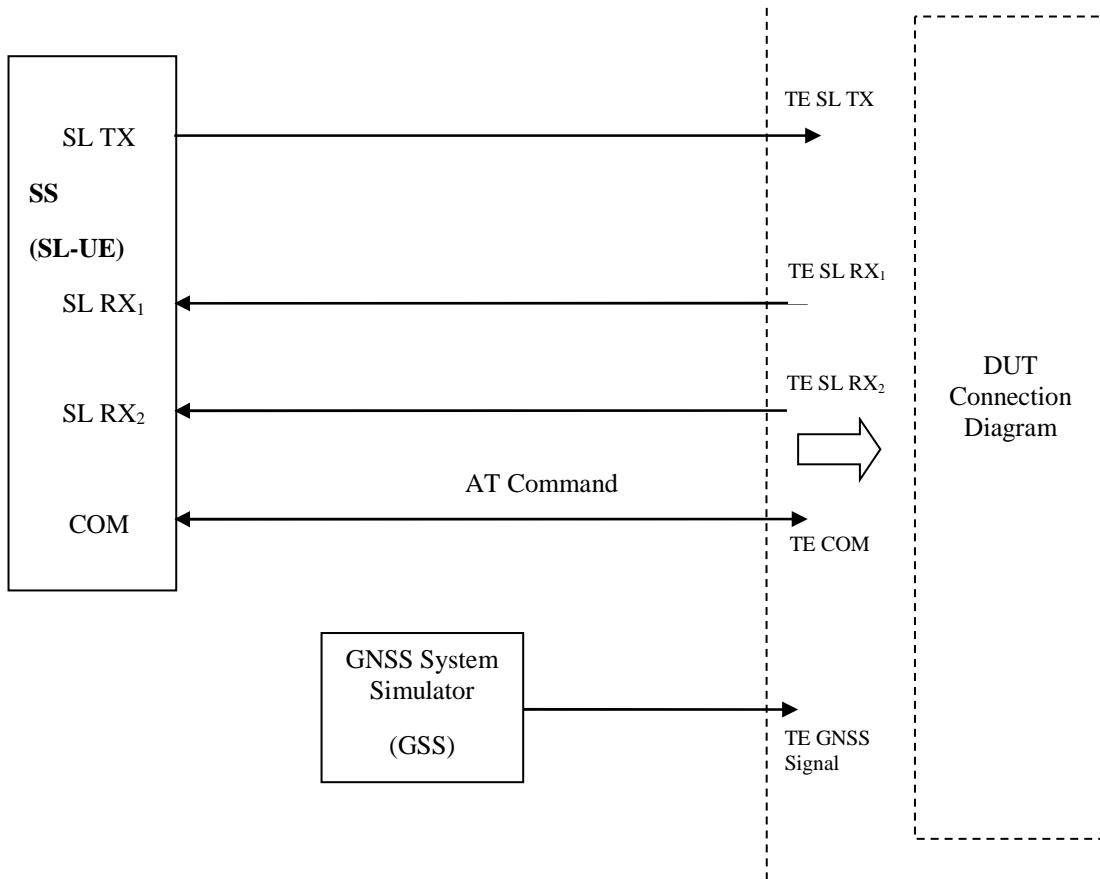 TE SL TX
SL TX
SS
(SL-UE)
TE SL RX₁
SL RX₁
TE SL RX₂
SL RX₂
DUT
Connection
Diagram
AT Command
COM
TE COM
GNSS System
Simulator
(GSS)
TE GNSS
Signal